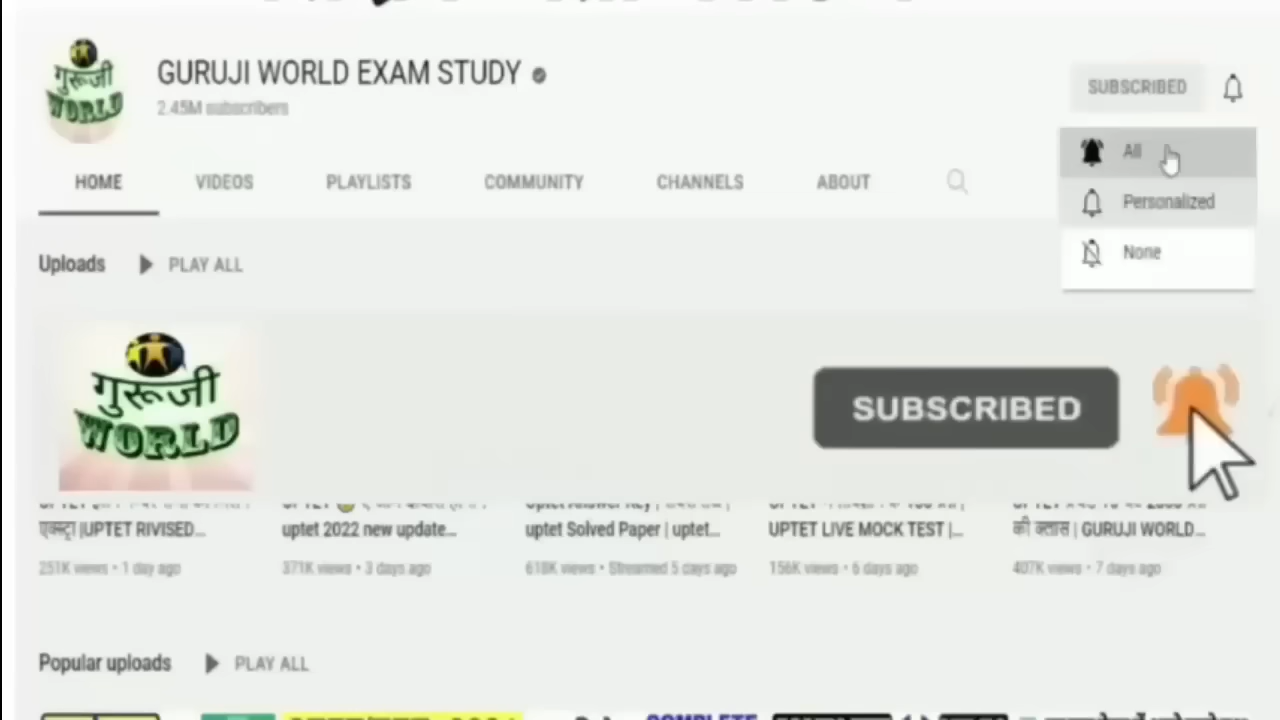 गुरूजी
WORLD
GURUJI WORLD EXAM STUDY
2.45M subscribers
SUBSCRIBED
All
Personalized
None
HOME VIDEOS PLAYLISTS COMMUNITY CHANNELS ABOUT
Uploads PLAY ALL
गुरूजी
WORLD
SUBSCRIBED
एक्स्ट्रा |UPTET RIVISED...
uptet 2022 new update...
uptet Solved Paper | uptet...
UPTET LIVE MOCK TEST |...
की क्लास | GURUJI WORLD...
251K views • 1 day ago
371K views • 3 days ago
618K views • Streamed 5 days ago
156K views • 6 days ago
407K views • 7 days ago
Popular uploads PLAY ALL
COMPLETE